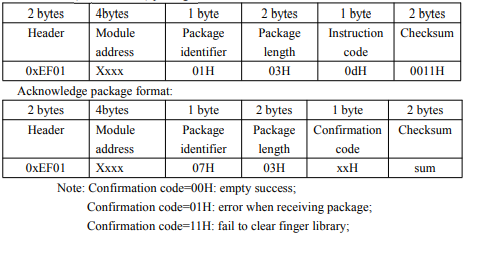 2 bytes 4bytes 1 byte 2 bytes 1 byte 2 bytes
Header Module Package Package Instruction Checksum
address identifier length code
0xEF01 Xxxx 01H 03H 0dH 0011H
Acknowledge package format:
2 bytes 4bytes 1 byte 2 bytes 1 byte 2 bytes
Header Module Package Package Confirmation Checksum
address identifier length code
0xEF01 Xxxx 07H 03H xxH sum
Note: Confirmation code=00H: empty success;
Confirmation code=01H: error when receiving package;
Confirmation code=11H: fail to clear finger library;